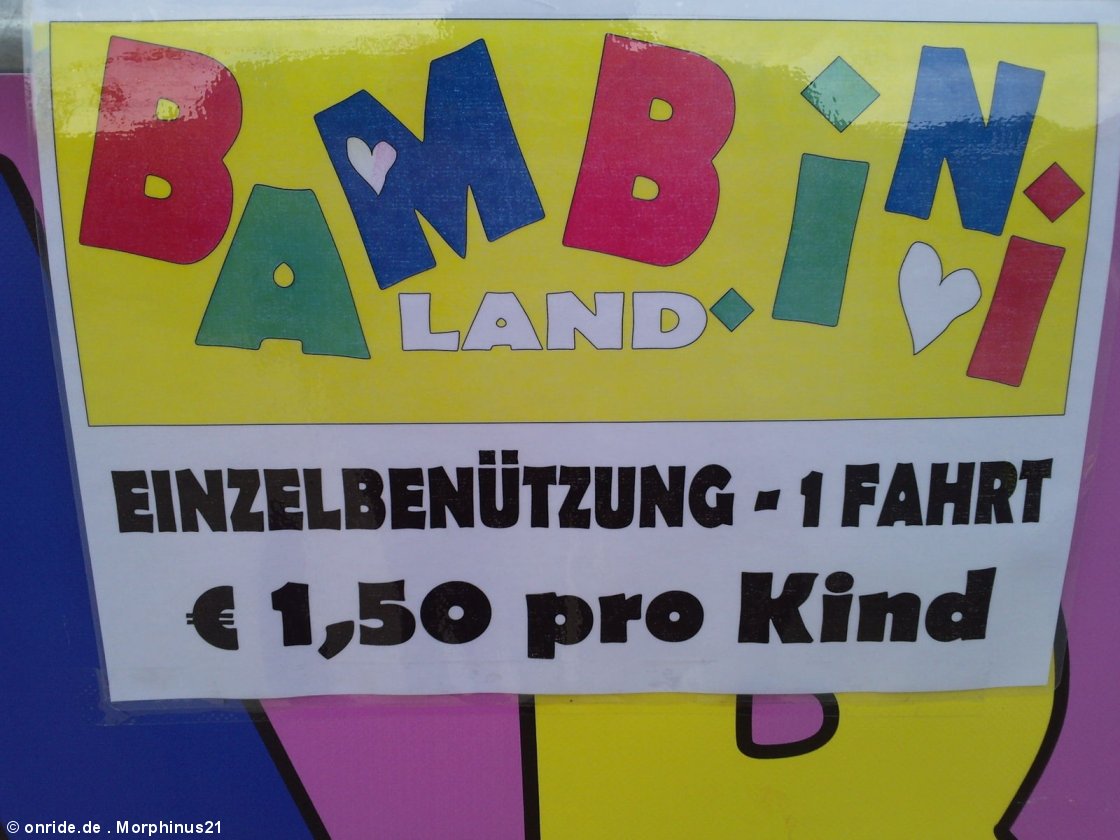 BAMBINI
LAND
EINZELBENÜTZUNG - 1 FAHRT
€ 1,50 pro Kind
© onride.de . Morphinus21